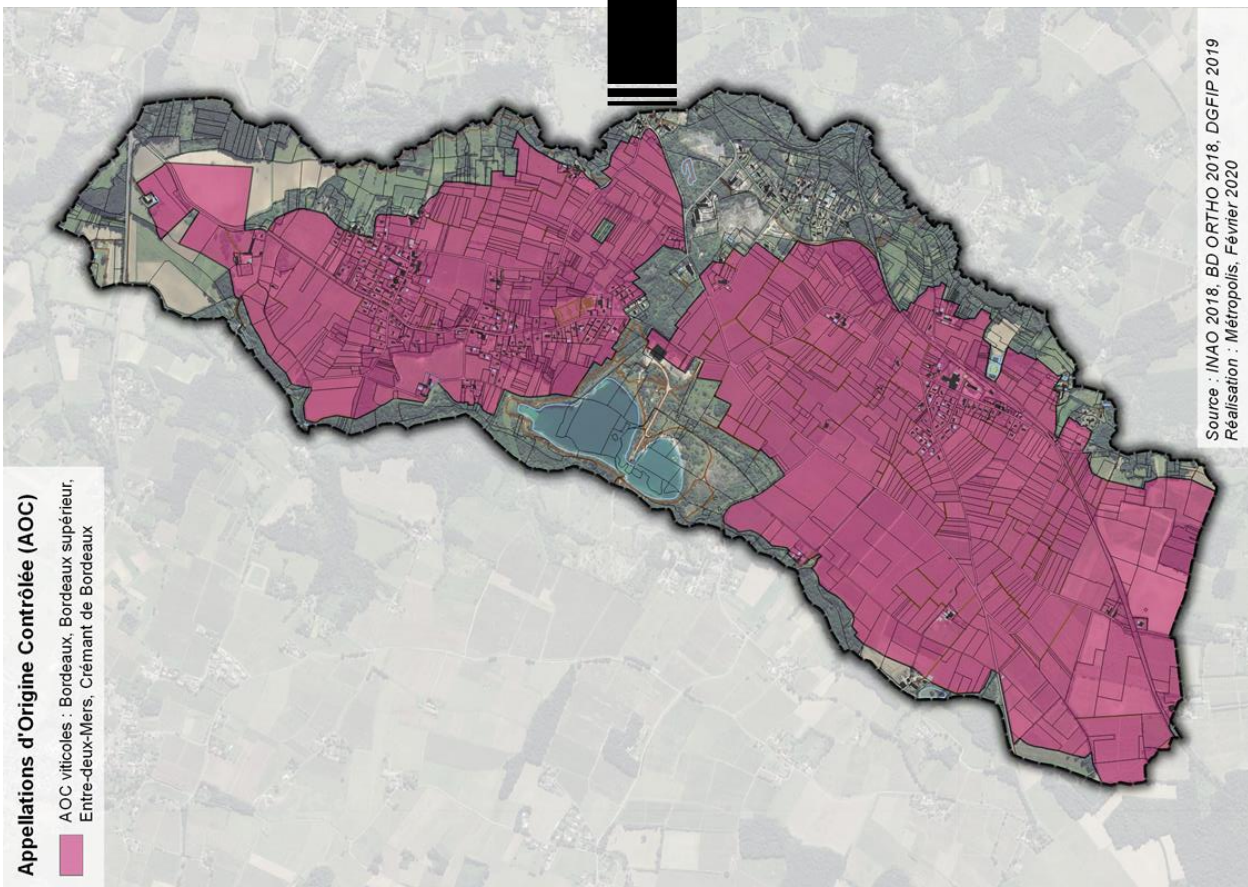 Appellations d'Origine Contrôlée (AOC)
AOC viticoles : Bordeaux, Bordeaux supérieur,
Entre-deux-Mers, Crémant de Bordeaux
Source : INAO 2018, BD ORTHO 2018, DGFIP 2019
Réalisation : Métropolis, Février 2020